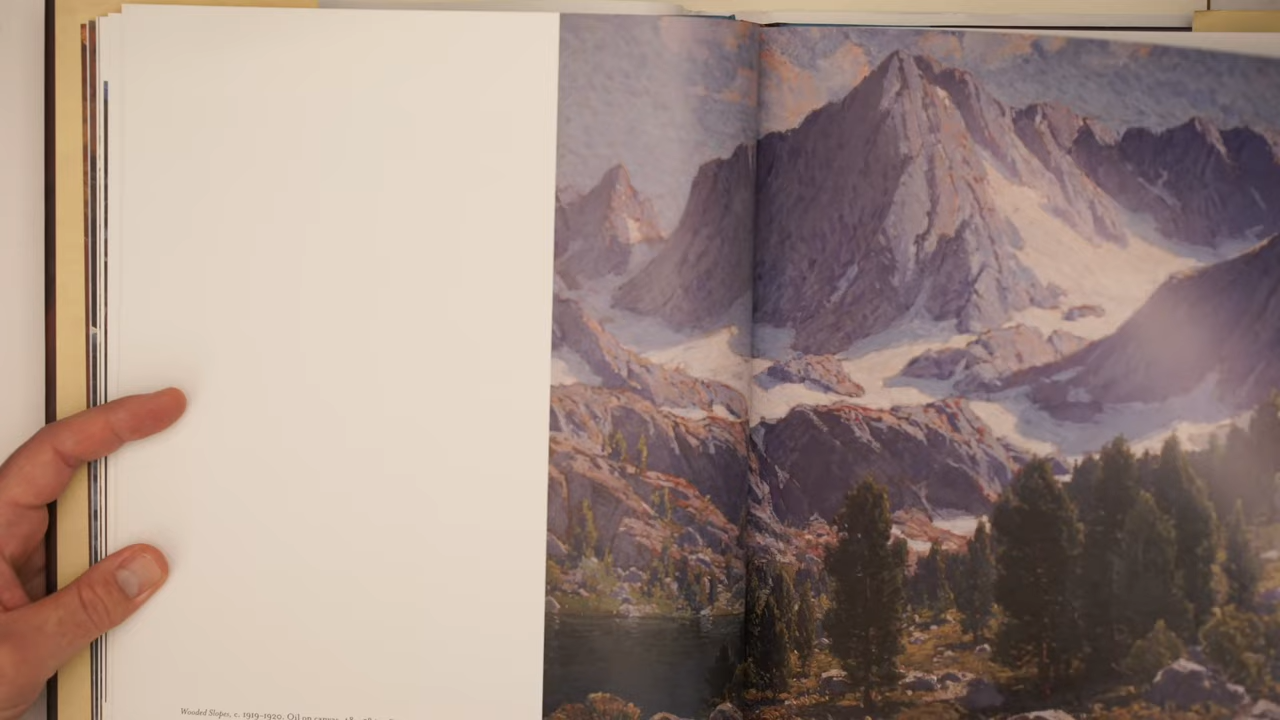 Wooded Slopes, c. 1919–1920. Oil on canvas,